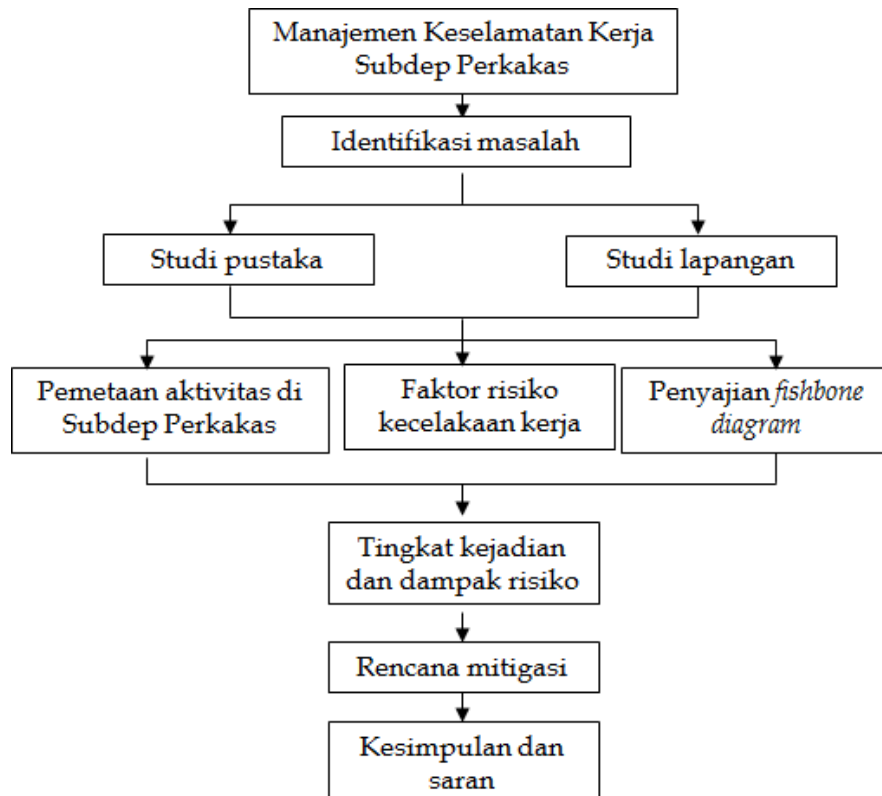 Manajemen Keselamatan Kerja
Subdep Perkakas
Identifikasi masalah
Studi pustaka
Studi lapangan
Pemetaan aktivitas di
Subdep Perkakas
Faktor risiko
kecelakaan kerja
Penyajian fishbone
diagram
Tingkat kejadian
dan dampak risiko
Rencana mitigasi
Kesimpulan dan
saran